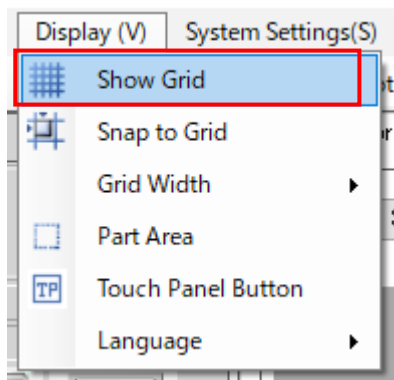 Display (V) System Settings(S)
Show Grid
Snap to Grid
Grid Width
Part Area
TP Touch Panel Button
Language